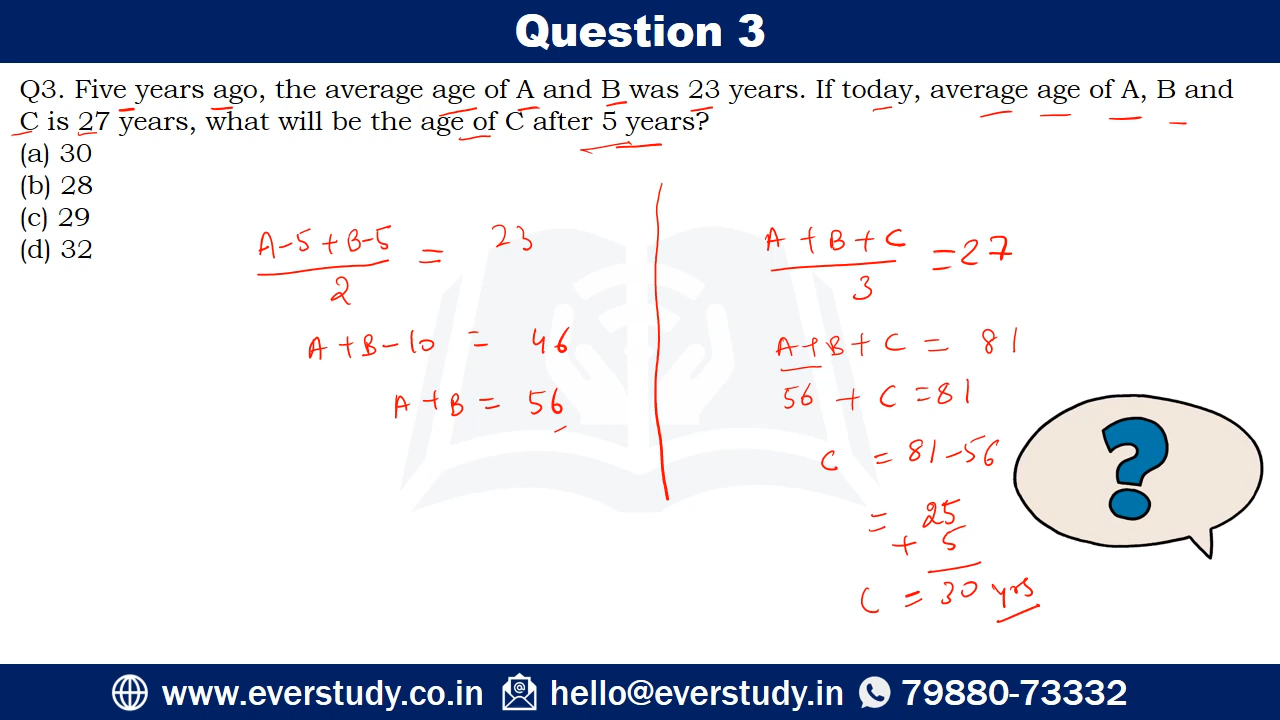 Question 3
Q3. Five years ago, the average age of A and B was 23 years. If today, average age of A, B and
C is 27 years, what will be the age of C after 5 years?
(a) 30
(b) 28
(c) 29
(d) 32
A-5+B-5 = 23
2
A+B-10 = 46
A+B = 56
A+B+C = 27
3
A+B+C = 81
56 + C = 81
C = 81-56
= 25
+ 5
C = 30 yrs
?
www.everstudy.co.in hello@everstudy.in 79880-73332